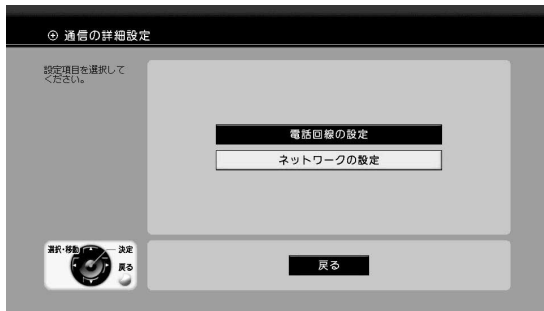 通信の詳細設定
設定項目を選択して
ください。
電話回線の設定
ネットワークの設定
選択・移動
決定
戻る
戻る